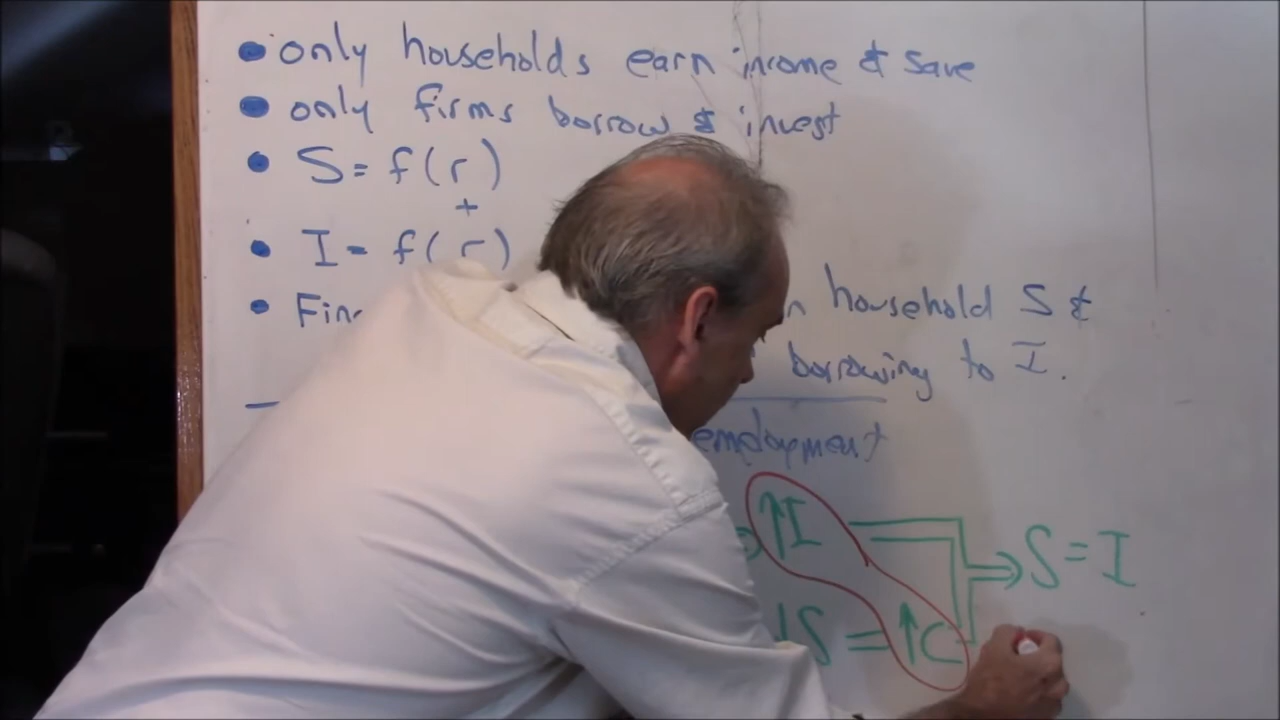 • only households earn income & save
• only firms borrow & invest
• S = f(r)
+
• I = f(r)
• Fin household S &
borrowing to I.
employment
↑I ⇒ S = I
S = ↑C